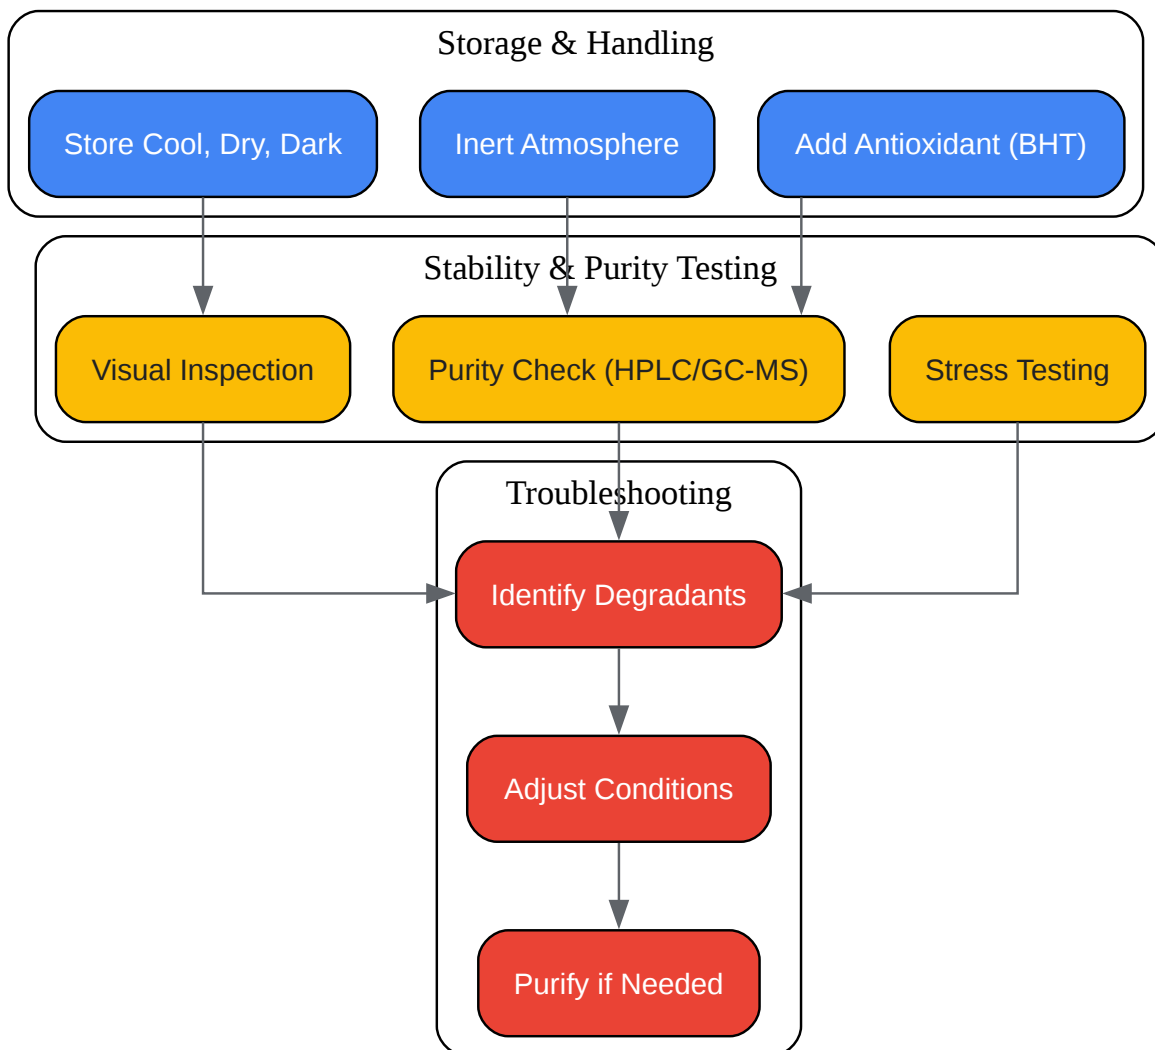 Storage & Handling
Store Cool, Dry, Dark
Inert Atmosphere
Add Antioxidant (BHT)
Stability & Purity Testing
Visual Inspection
Purity Check (HPLC/GC-MS)
Stress Testing
Troubleshooting
Identify Degradants
Adjust Conditions
Purify if Needed